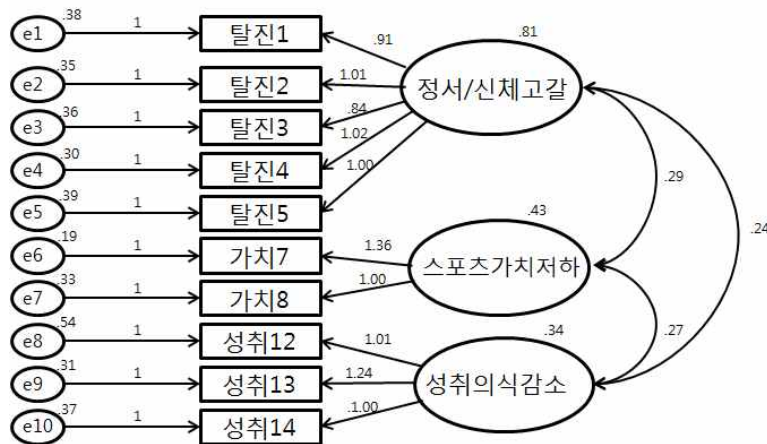 .38
e1
1
탈진1
.91
.81
.35
e2
1
탈진2
1.01
정서/신체고갈
.36
e3
1
탈진3
.84
.30
e4
1
탈진4
1.02
.39
e5
1
탈진5
1.00
.29
.24
.19
e6
1
가치7
1.36
.43
스포츠가치저하
.33
e7
1
가치8
1.00
.54
e8
1
성취12
1.01
.34
.27
.31
e9
1
성취13
1.24
성취의식감소
.37
e10
1
성취14
.1.00